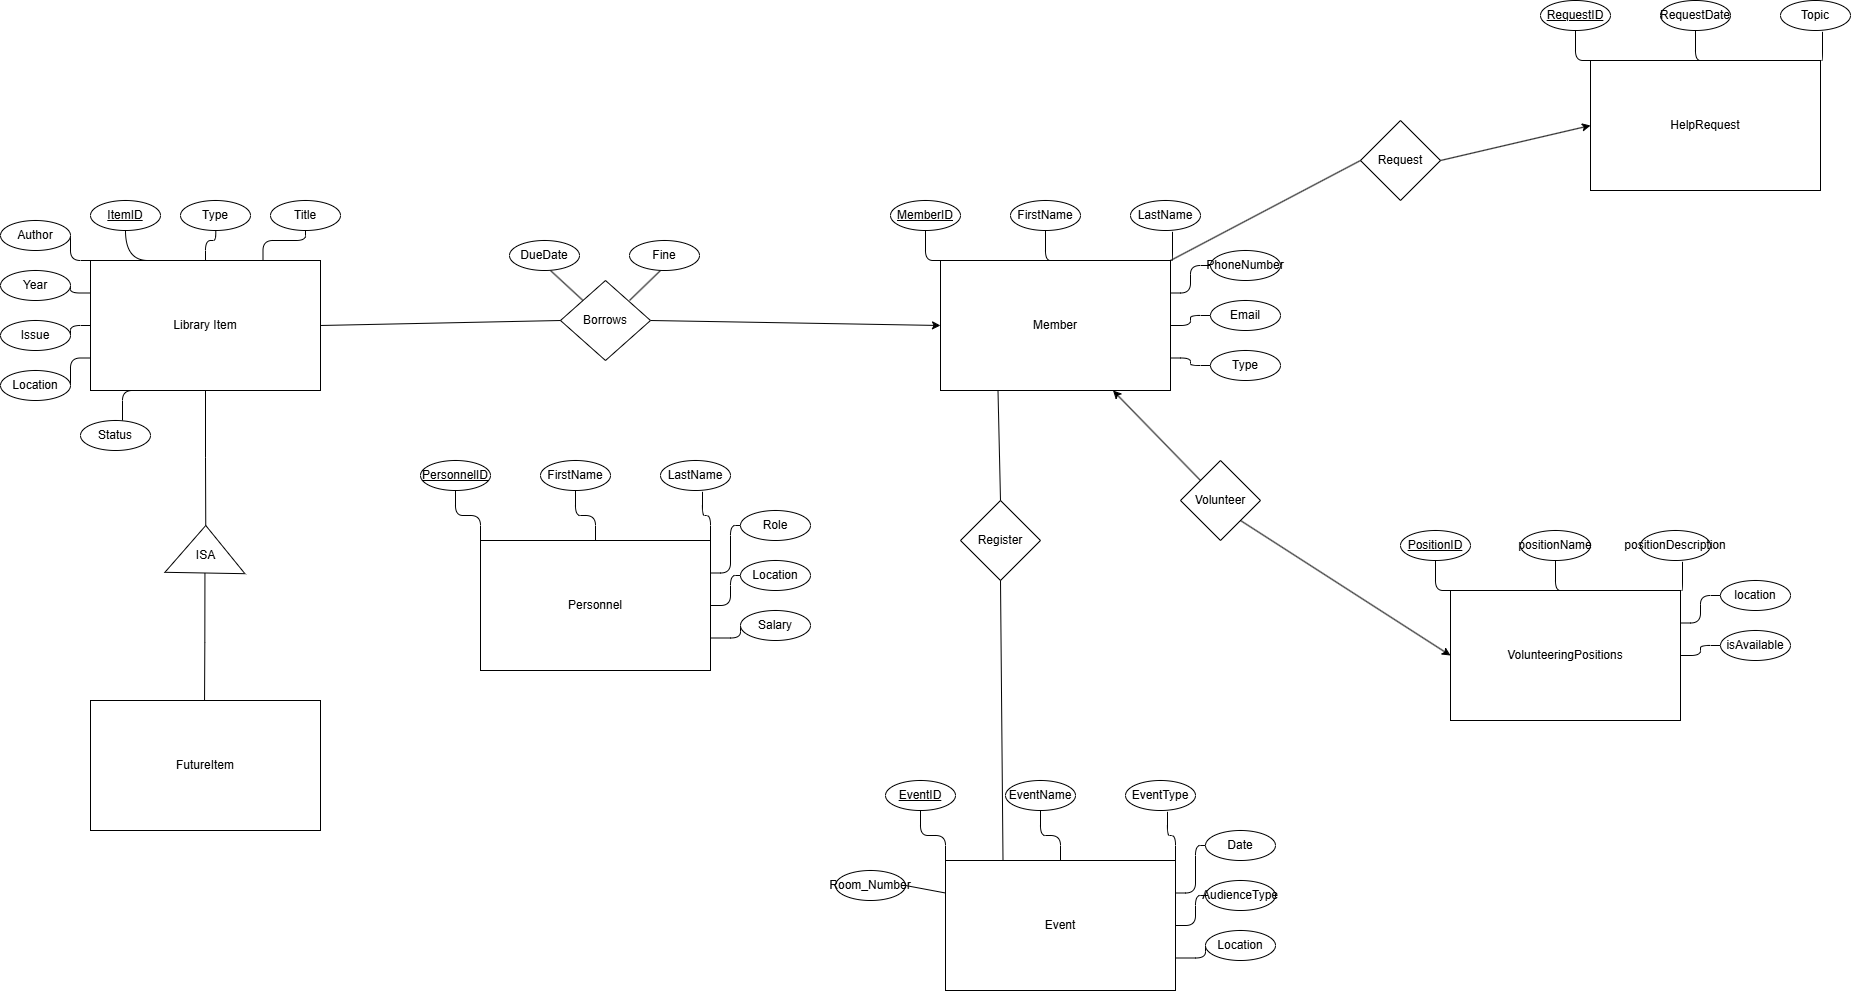 RequestID
RequestDate
Topic
HelpRequest
Request
ItemID
Type
Title
Author
Year
Issue
Location
Status
Library Item
DueDate
Fine
Borrows
MemberID
FirstName
LastName
PhoneNumber
Email
Type
Member
ISA
FutureItem
PersonnelID
FirstName
LastName
Role
Location
Salary
Personnel
Register
Volunteer
PositionID
positionName
positionDescription
location
isAvailable
VolunteeringPositions
EventID
EventName
EventType
Date
AudienceType
Location
Room_Number
Event